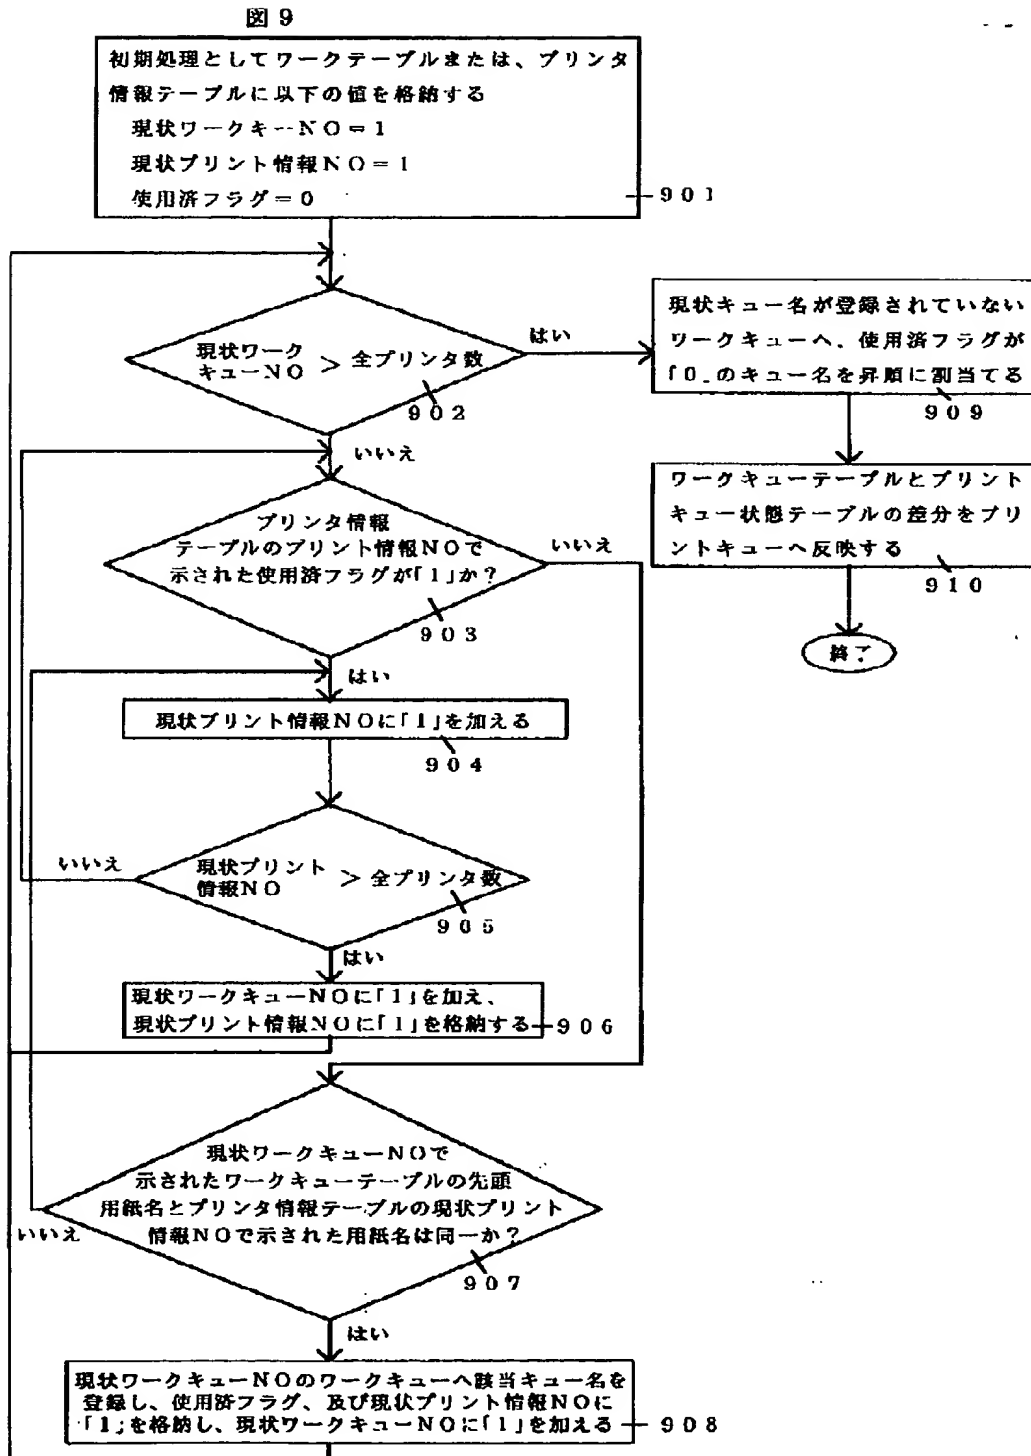 図9
初期処理としてワークテーブルまたは、プリンタ
情報テーブルに以下の値を格納する
現状ワークキーNO=1
現状プリント情報NO=1
使用済フラグ=0
901
現状ワーク
キューNO
> 全プリンタ数
902
はい
いいえ
現状キュー名が登録されていない
ワークキューへ、使用済フラグが
「0」のキュー名を昇順に割当てる
909
ワークキューテーブルとプリント
キュー状態テーブルの差分をプリ
ントキューへ反映する
910
終了
プリンタ情報
テーブルのプリント情報NOで
示された使用済フラグが「1」か?
903
いいえ
はい
現状プリント情報NOに「1」を加える
904
いいえ
現状プリント
情報NO
> 全プリンタ数
905
はい
現状ワークキューNOに「1」を加え、
現状プリント情報NOに「1」を格納する
906
現状ワークキューNOで
示されたワークキューテーブルの先頭
用紙名とプリンタ情報テーブルの現状プリント
情報NOで示された用紙名は同一か?
いいえ
907
はい
現状ワークキューNOのワークキューへ該当キュー名を
登録し、使用済フラグ、及び現状プリント情報NOに
「1」を格納し、現状ワークキューNOに「1」を加える
908